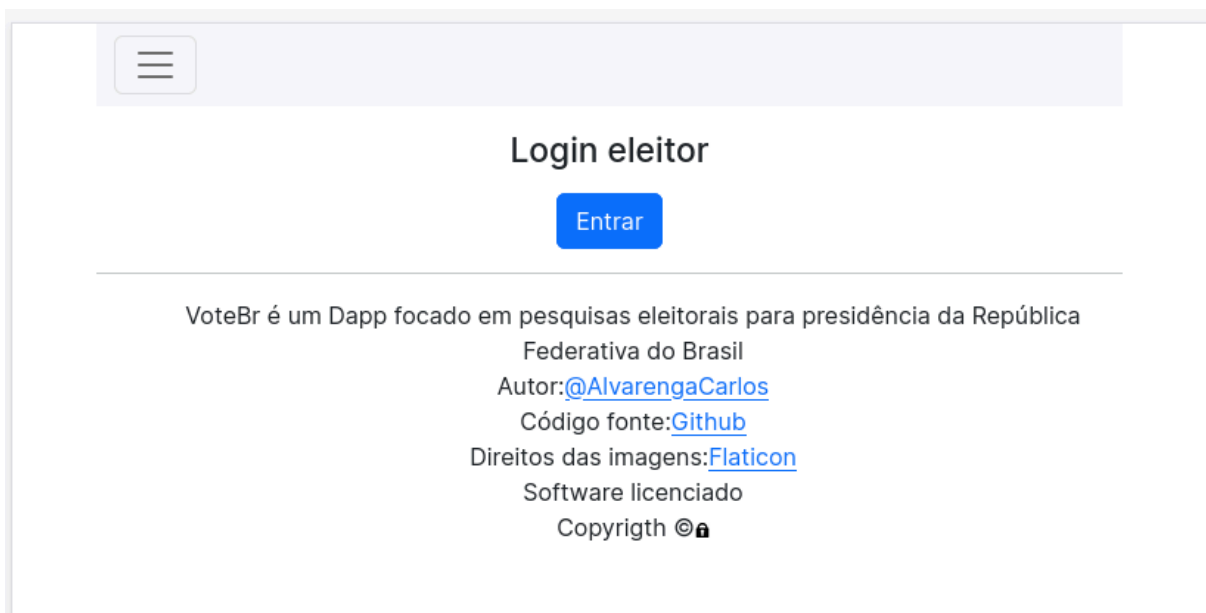 Login eleitor
Entrar
VoteBr é um Dapp focado em pesquisas eleitorais para presidência da República
Federativa do Brasil
Autor:@AlvarengaCarlos
Código fonte:Github
Direitos das imagens:Flaticon
Software licenciado
Copyrigth ©